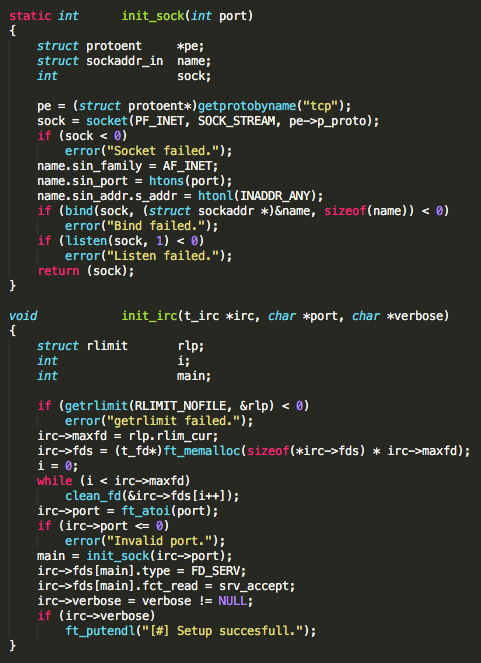 static int      init_sock(int port)
{
    struct protoent     *pe;
    struct sockaddr_in  name;
    int                 sock;

    pe = (struct protoent*)getprotobyname("tcp");
    sock = socket(PF_INET, SOCK_STREAM, pe->p_proto);
    if (sock < 0)
        error("Socket failed.");
    name.sin_family = AF_INET;
    name.sin_port = htons(port);
    name.sin_addr.s_addr = htonl(INADDR_ANY);
    if (bind(sock, (struct sockaddr *)&name, sizeof(name)) < 0)
        error("Bind failed.");
    if (listen(sock, 1) < 0)
        error("Listen failed.");
    return (sock);
}

void            init_irc(t_irc *irc, char *port, char *verbose)
{
    struct rlimit       rlp;
    int                 i;
    int                 main;

    if (getrlimit(RLIMIT_NOFILE, &rlp) < 0)
        error("getrlimit failed.");
    irc->maxfd = rlp.rlim_cur;
    irc->fds = (t_fd*)ft_memalloc(sizeof(*irc->fds) * irc->maxfd);
    i = 0;
    while (i < irc->maxfd)
        clean_fd(&irc->fds[i++]);
    irc->port = ft_atoi(port);
    if (irc->port <= 0)
        error("Invalid port.");
    main = init_sock(irc->port);
    irc->fds[main].type = FD_SERV;
    irc->fds[main].fct_read = srv_accept;
    irc->verbose = verbose != NULL;
    if (irc->verbose)
        ft_putendl("[#] Setup succesfull.");
}